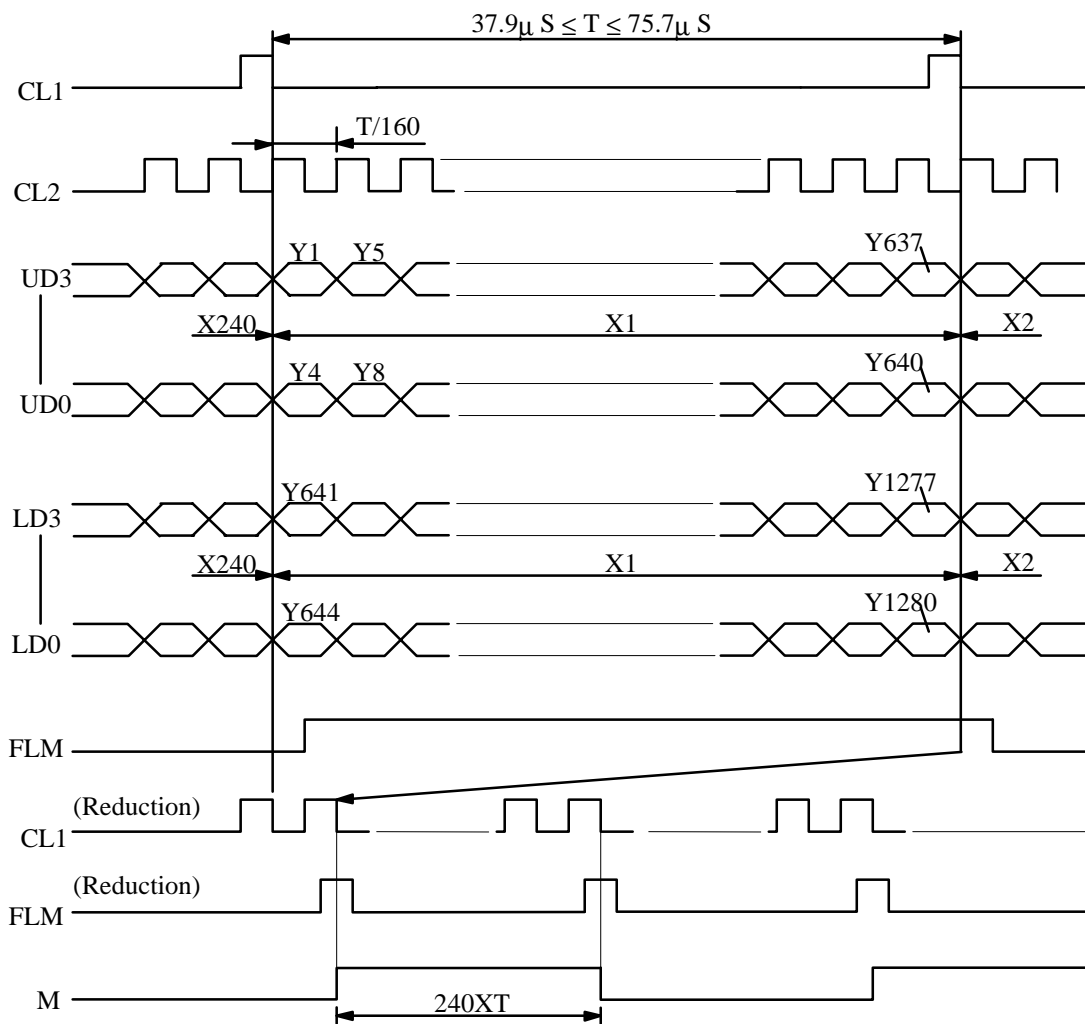 37.9μ S ≤ T ≤ 75.7μ S
CL1
T/160
CL2
Y1 Y5 Y637
UD3
X240 X1 X2
Y4 Y8 Y640
UD0
Y641 Y1277
LD3
X240 X1 X2
Y644 Y1280
LD0
FLM
(Reduction)
CL1
(Reduction)
FLM
M
240XT